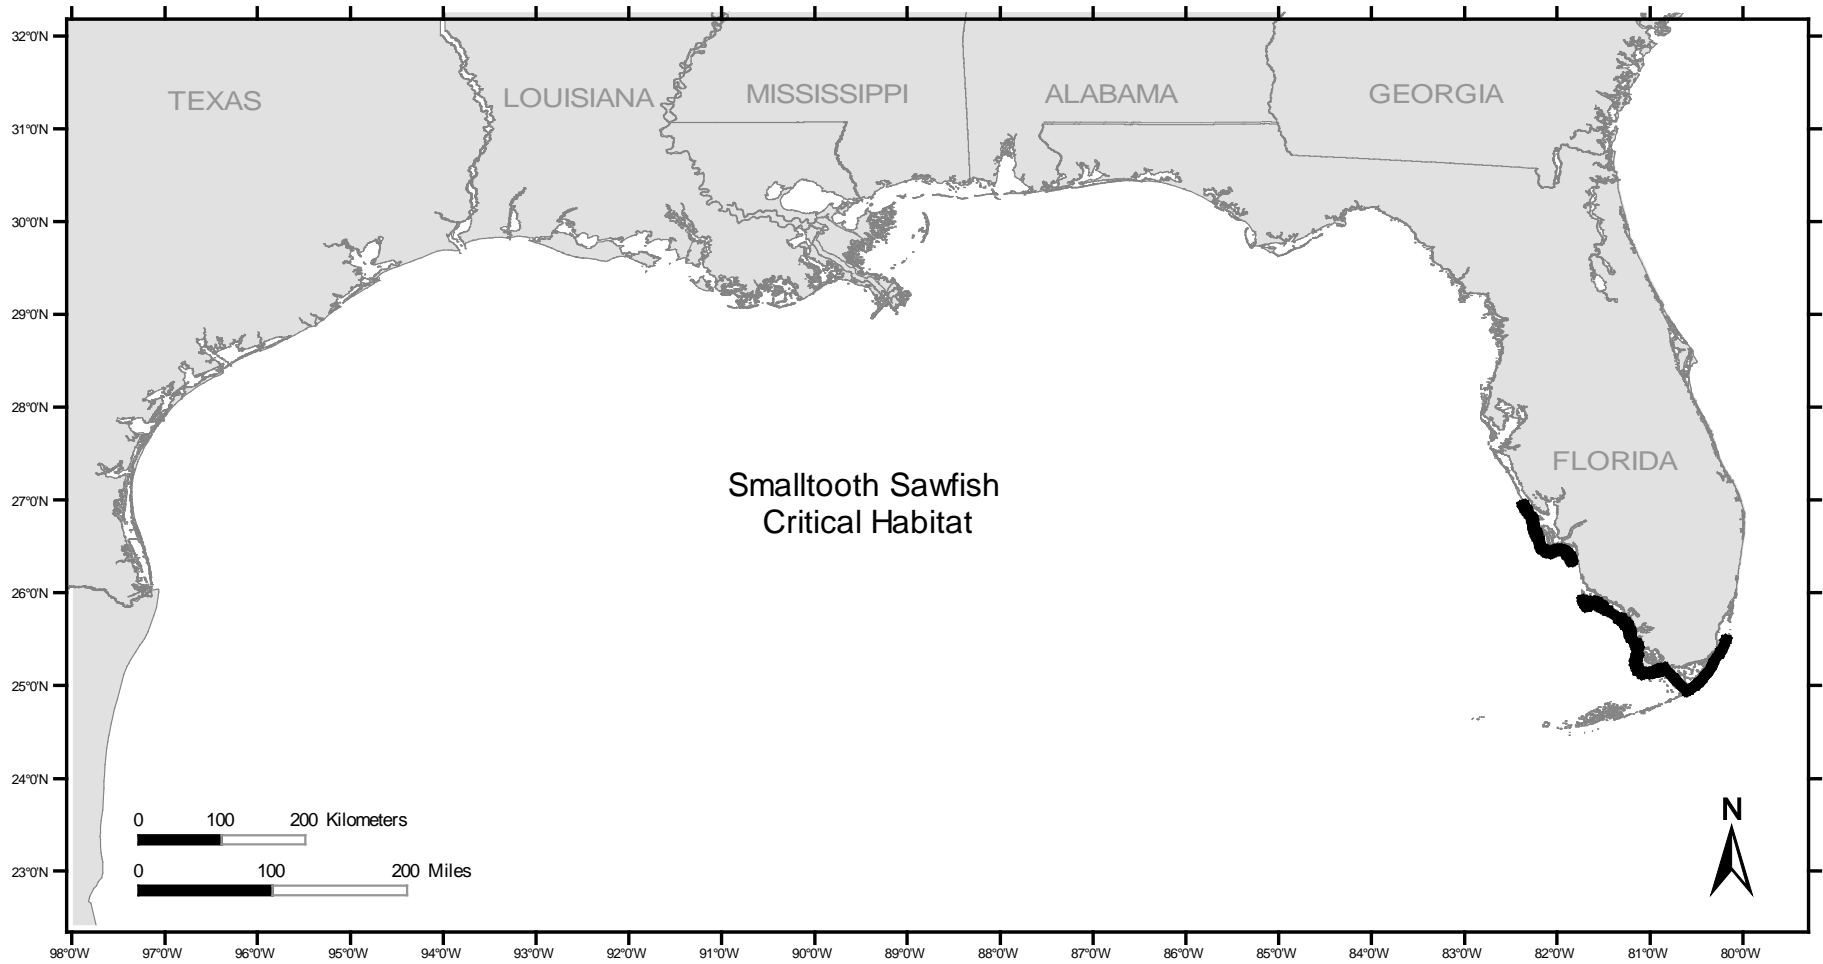 32°0'N
31°0'N
30°0'N
29°0'N
28°0'N
27°0'N
26°0'N
25°0'N
24°0'N
23°0'N
TEXAS
LOUISIANA
MISSISSIPPI
ALABAMA
GEORGIA
FLORIDA
Smalltooth Sawfish
Critical Habitat
0 100 200 Kilometers
0 100 200 Miles
N
98°0'W 97°0'W 96°0'W 95°0'W 94°0'W 93°0'W 92°0'W 91°0'W 90°0'W 89°0'W 88°0'W 87°0'W 86°0'W 85°0'W 84°0'W 83°0'W 82°0'W 81°0'W 80°0'W